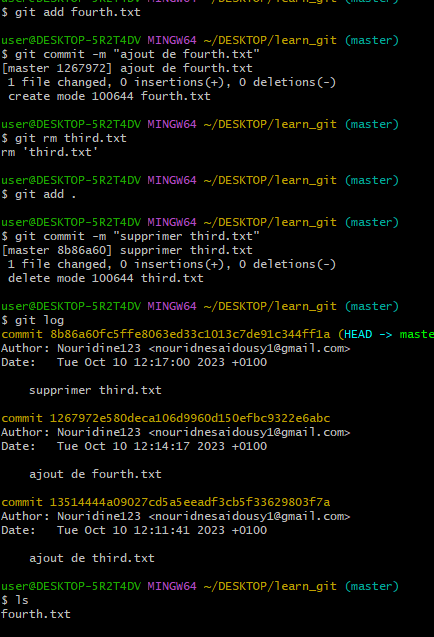 $ git add fourth.txt
user@DESKTOP-5R2T4DV MINGW64 ~/DESKTOP/learn_git (master)
$ git commit -m "ajout de fourth.txt"
[master 1267972] ajout de fourth.txt
1 file changed, 0 insertions(+), 0 deletions(-)
create mode 100644 fourth.txt
user@DESKTOP-5R2T4DV MINGW64 ~/DESKTOP/learn_git (master)
$ git rm third.txt
rm 'third.txt'
user@DESKTOP-5R2T4DV MINGW64 ~/DESKTOP/learn_git (master)
$ git add .
user@DESKTOP-5R2T4DV MINGW64 ~/DESKTOP/learn_git (master)
$ git commit -m "supprimer third.txt"
[master 8b86a60] supprimer third.txt
1 file changed, 0 insertions(+), 0 deletions(-)
delete mode 100644 third.txt
user@DESKTOP-5R2T4DV MINGW64 ~/DESKTOP/learn_git (master)
$ git log
commit 8b86a60fc5ffe8063ed33c1013c7de91c344ff1a (HEAD -> maste
Author: Nouridine123 <nouridnesaidousy1@gmail.com>
Date:   Tue Oct 10 12:17:00 2023 +0100
supprimer third.txt
commit 1267972e580deca106d9960d150efbc9322e6abc
Author: Nouridine123 <nouridnesaidousy1@gmail.com>
Date:   Tue Oct 10 12:14:17 2023 +0100
ajout de fourth.txt
commit 13514444a09027cd5a5eeadf3cb5f33629803f7a
Author: Nouridine123 <nouridnesaidousy1@gmail.com>
Date:   Tue Oct 10 12:11:41 2023 +0100
ajout de third.txt
user@DESKTOP-5R2T4DV MINGW64 ~/DESKTOP/learn_git (master)
$ ls
fourth.txt